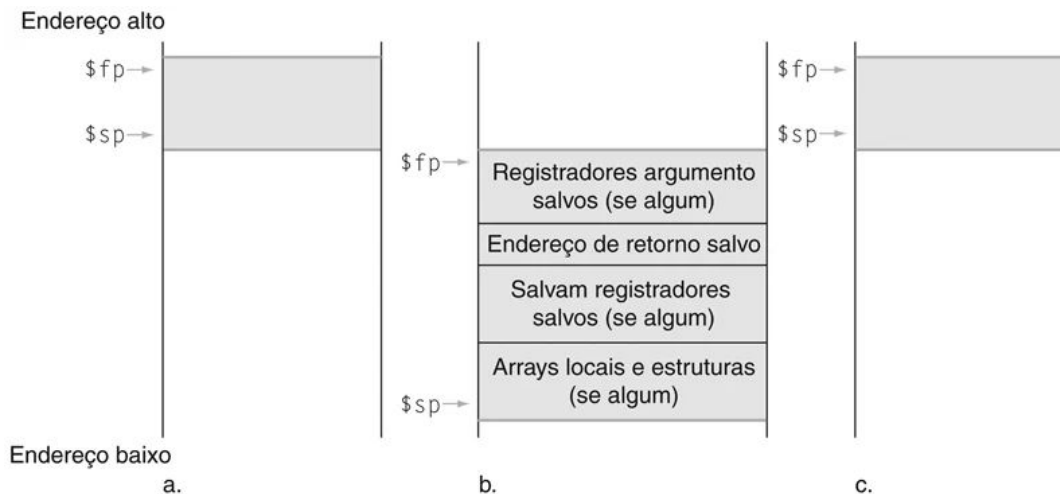 Endereço alto
$fp
$sp
$fp
Registradores argumento
salvos (se algum)
Endereço de retorno salvo
Salvam registradores
salvos (se algum)
Arrays locais e estruturas
(se algum)
$sp
$fp
$sp
Endereço baixo
a.
b.
c.